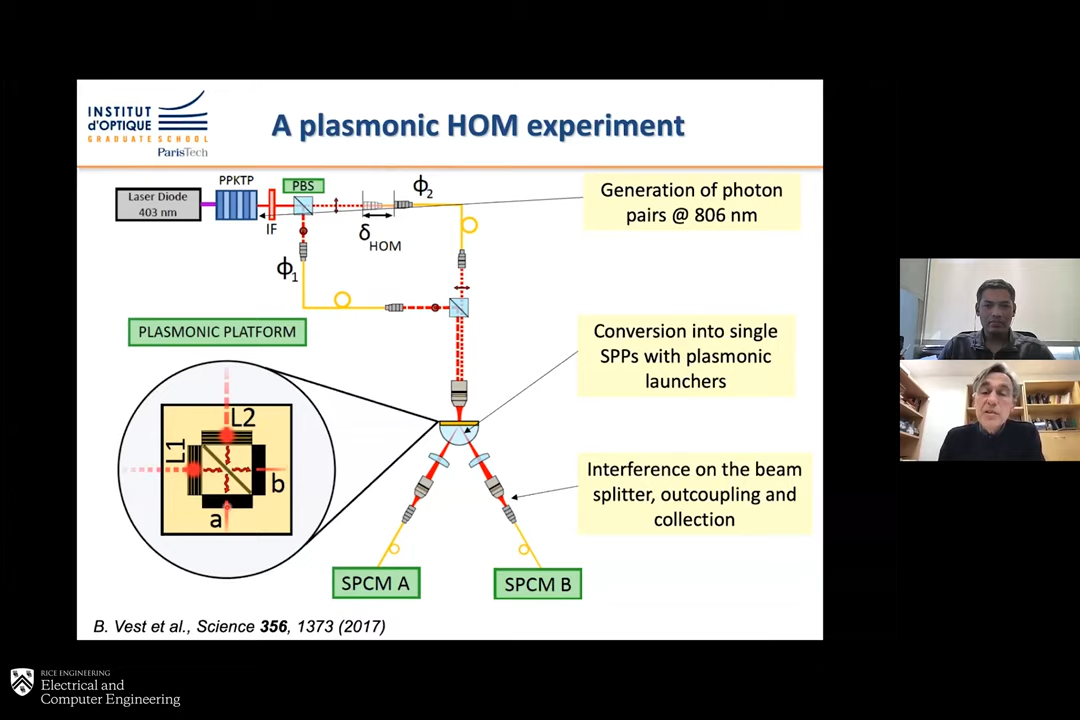 INSTITUT
d'OPTIQUE
GRADUATE SCHOOL
ParisTech
A plasmonic HOM experiment
Laser Diode
403 nm
PPKTP
IF
PBS
δHOM
ϕ2
ϕ1
Generation of photon
pairs @ 806 nm
PLASMONIC PLATFORM
Conversion into single
SPPs with plasmonic
launchers
L2
L1
b
a
Interference on the beam
splitter, outcoupling and
collection
SPCM A
SPCM B
B. Vest et al., Science 356, 1373 (2017)
RICE ENGINEERING
Electrical and
Computer Engineering